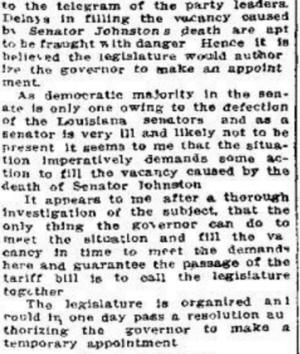 to the telegram of the party leaders.
Delays in filling the vacancy caused
by Senator Johnston's death are apt
to be fraught with danger Hence it is
believed the legislature would author
ize the governor to make an appoint
ment.
As democratic majority in the sen-
ate is only one owing to the defection
of the Louisiana senators and as a
senator is very ill and likely not to be
present it seems to me that the situa-
tion imperatively demands some ac-
tion to fill the vacancy caused by the
death of Senator Johnston
It appears to me after a thorough
investigation of the subject, that the
only thing the governor can do to
meet the situation and fill the va
cancy in time to meet the demands
here and guarantee the passage of the
tariff bill is to call the legislature
together
The legislature is organized and
could in one day pass a resolution au
thorizing the governor to make a
temporary appointment